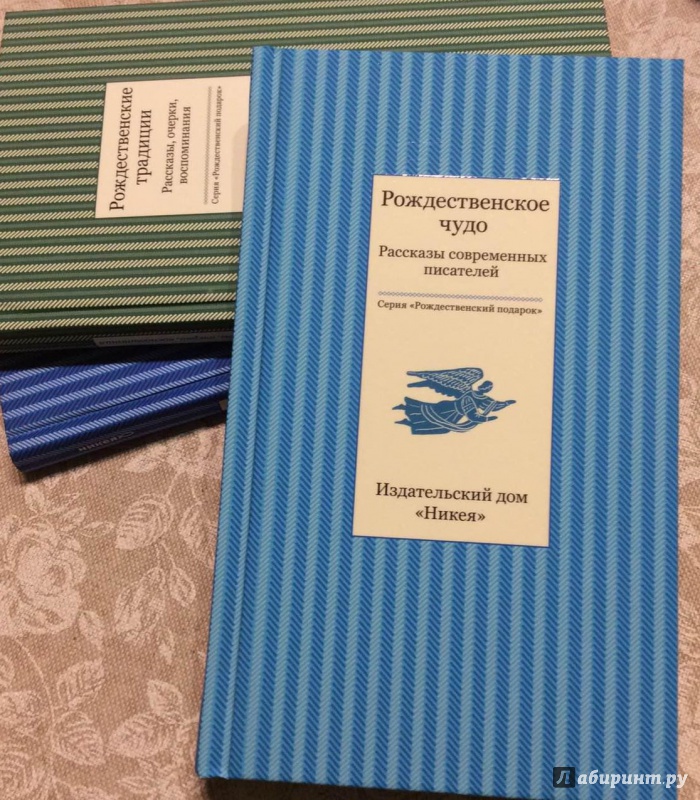 Рождественское
чудо
Рассказы современных
писателей
Серия «Рождественский подарок»
Издательский дом
«Никея»
Рождественские
традиции
Рассказы, очерки,
воспоминания
Серия «Рождественский подарок»
Лабиринт.ру